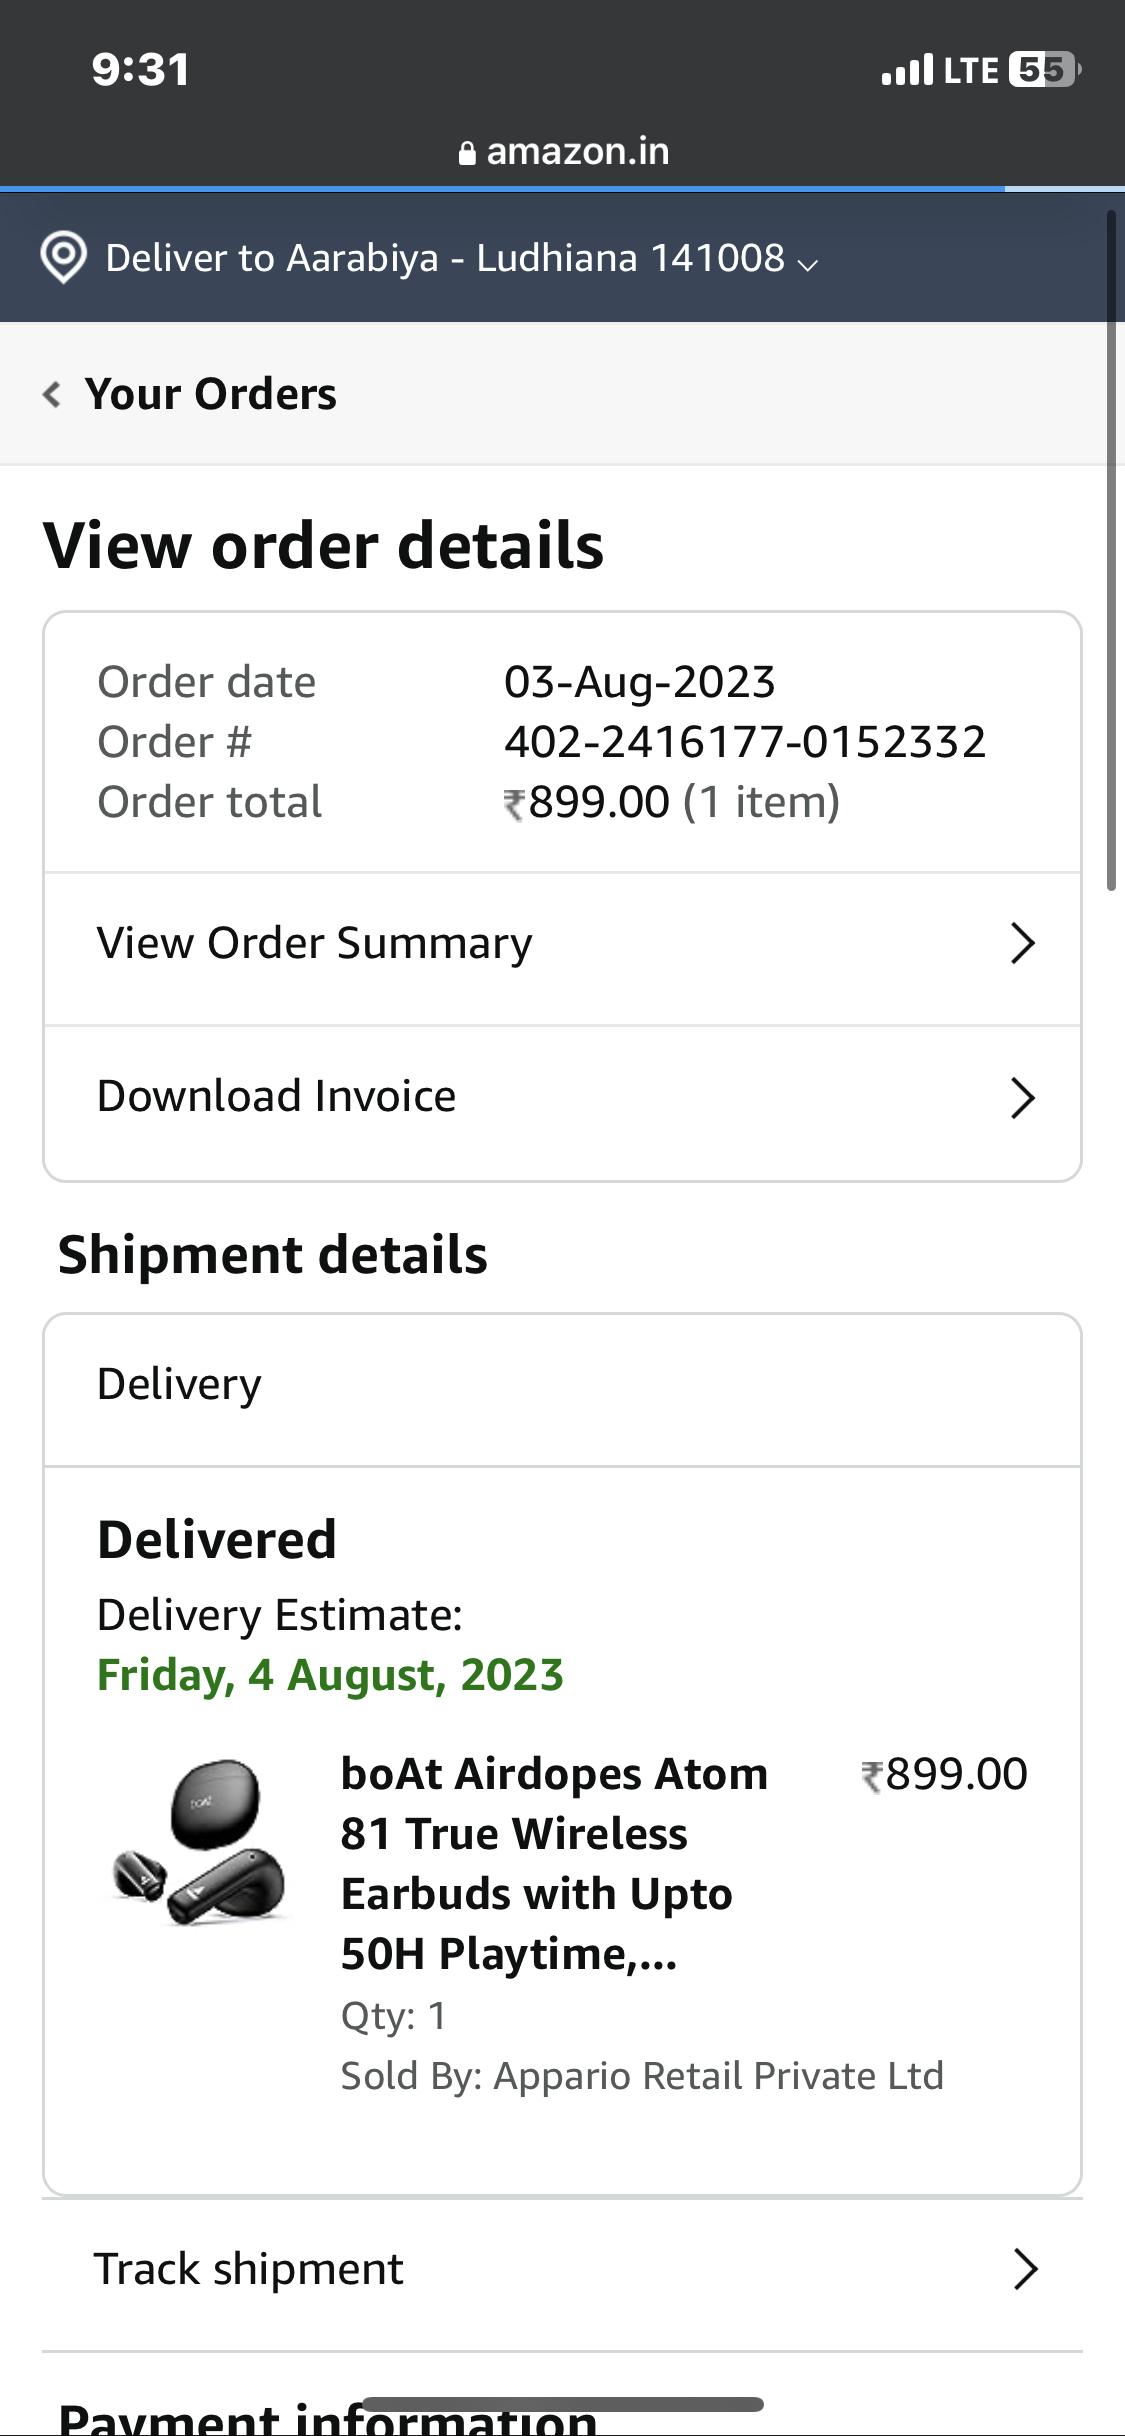 9:31
LTE 55
amazon.in
Deliver to Aarabiya - Ludhiana 141008
Your Orders
View order details
Order date 03-Aug-2023
Order # 402-2416177-0152332
Order total ₹899.00 (1 item)
View Order Summary
Download Invoice
Shipment details
Delivery
Delivered
Delivery Estimate:
Friday, 4 August, 2023
boAt
boAt Airdopes Atom ₹899.00
81 True Wireless
Earbuds with Upto
50H Playtime,...
Qty: 1
Sold By: Appario Retail Private Ltd
Track shipment
Payment information